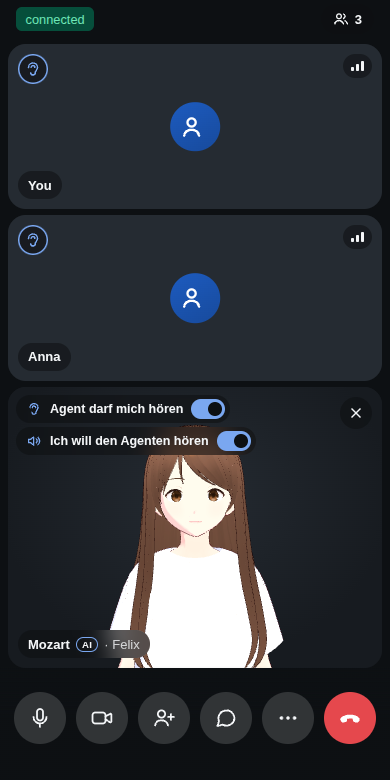 connected
3
You
Anna
Agent darf mich hören
Ich will den Agenten hören
Mozart AI · Felix